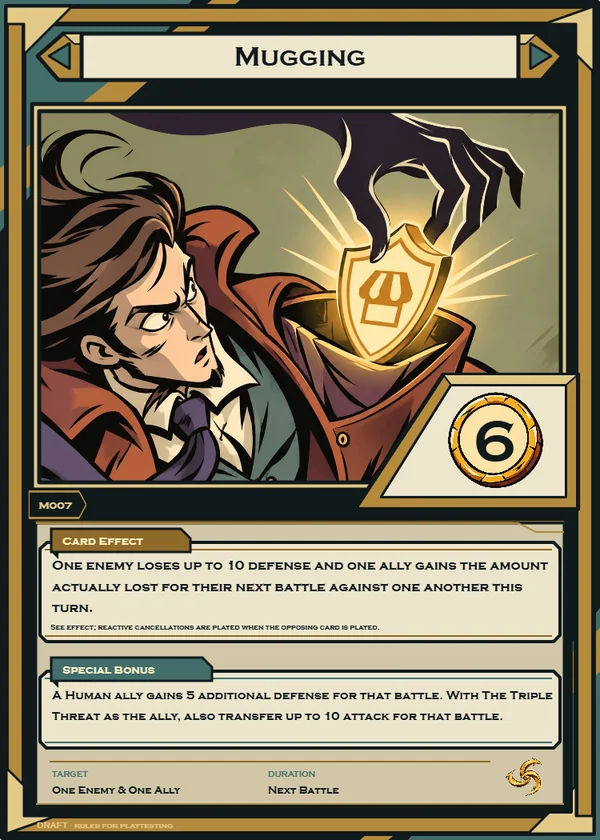 Mugging
6
M007
Card Effect
One enemy loses up to 10 defense and one ally gains the amount
actually lost for their next battle against one another this
turn.
See effect; reactive cancellations are played when the opposing card is played.
Special Bonus
A Human ally gains 5 additional defense for that battle. With The Triple
Threat as the ally, also transfer up to 10 attack for that battle.
Target
Duration
One Enemy & One Ally
Next Battle
DRAFT · Rules for playtesting